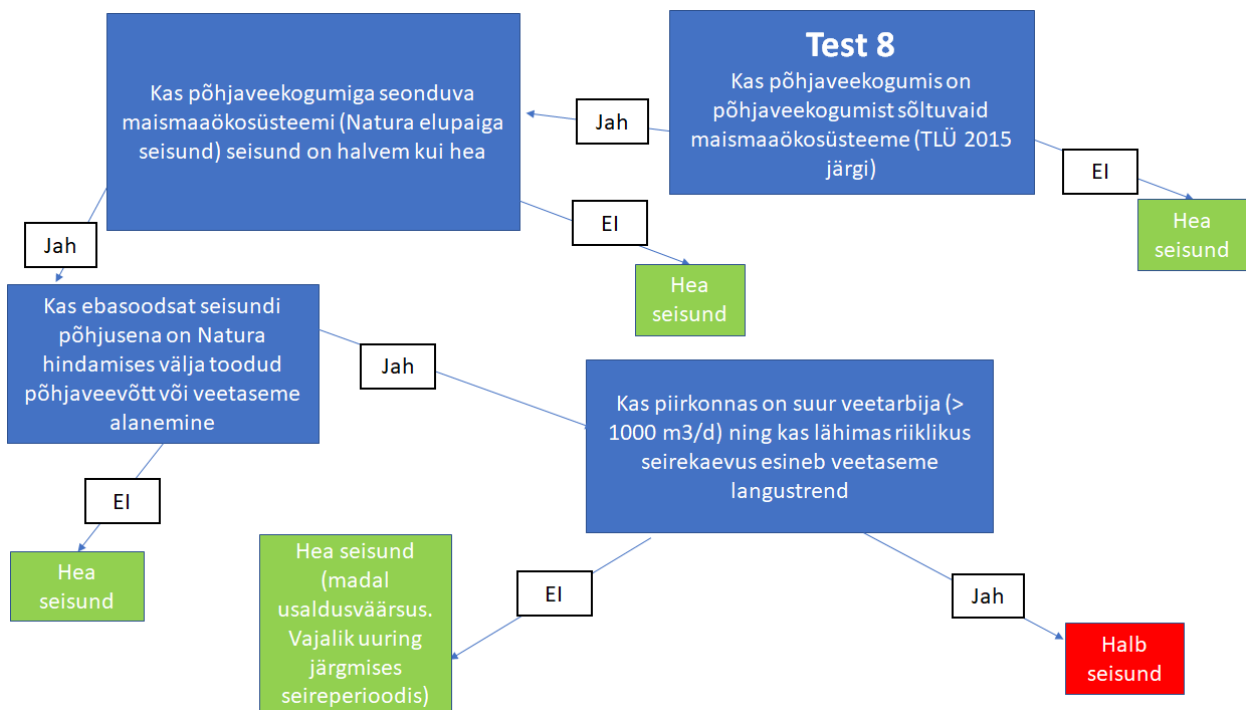 Test 8
Kas põhjaveekogumis on
põhjaveekogumist sõltuvaid
maismaaökosüsteeme (TLÜ 2015
järgi)
Jah
EI
Hea
seisund
Kas põhjaveekogumiga seonduva
maismaaökosüsteemi (Natura elupaiga
seisund) seisund on halvem kui hea
EI
Hea
seisund
Jah
Kas ebasoodsat seisundi
põhjusena on Natura
hindamises välja toodud
põhjaveevõtt või veetaseme
alanemine
EI
Hea
seisund
Jah
Kas piirkonnas on suur veetarbija (>
1000 m3/d) ning kas lähimas riiklikus
seirekaevus esineb veetaseme
langustrend
EI
Hea seisund
(madal
usaldusväärsus.
Vajalik uuring
järgmises
seireperioodis)
Jah
Halb
seisund